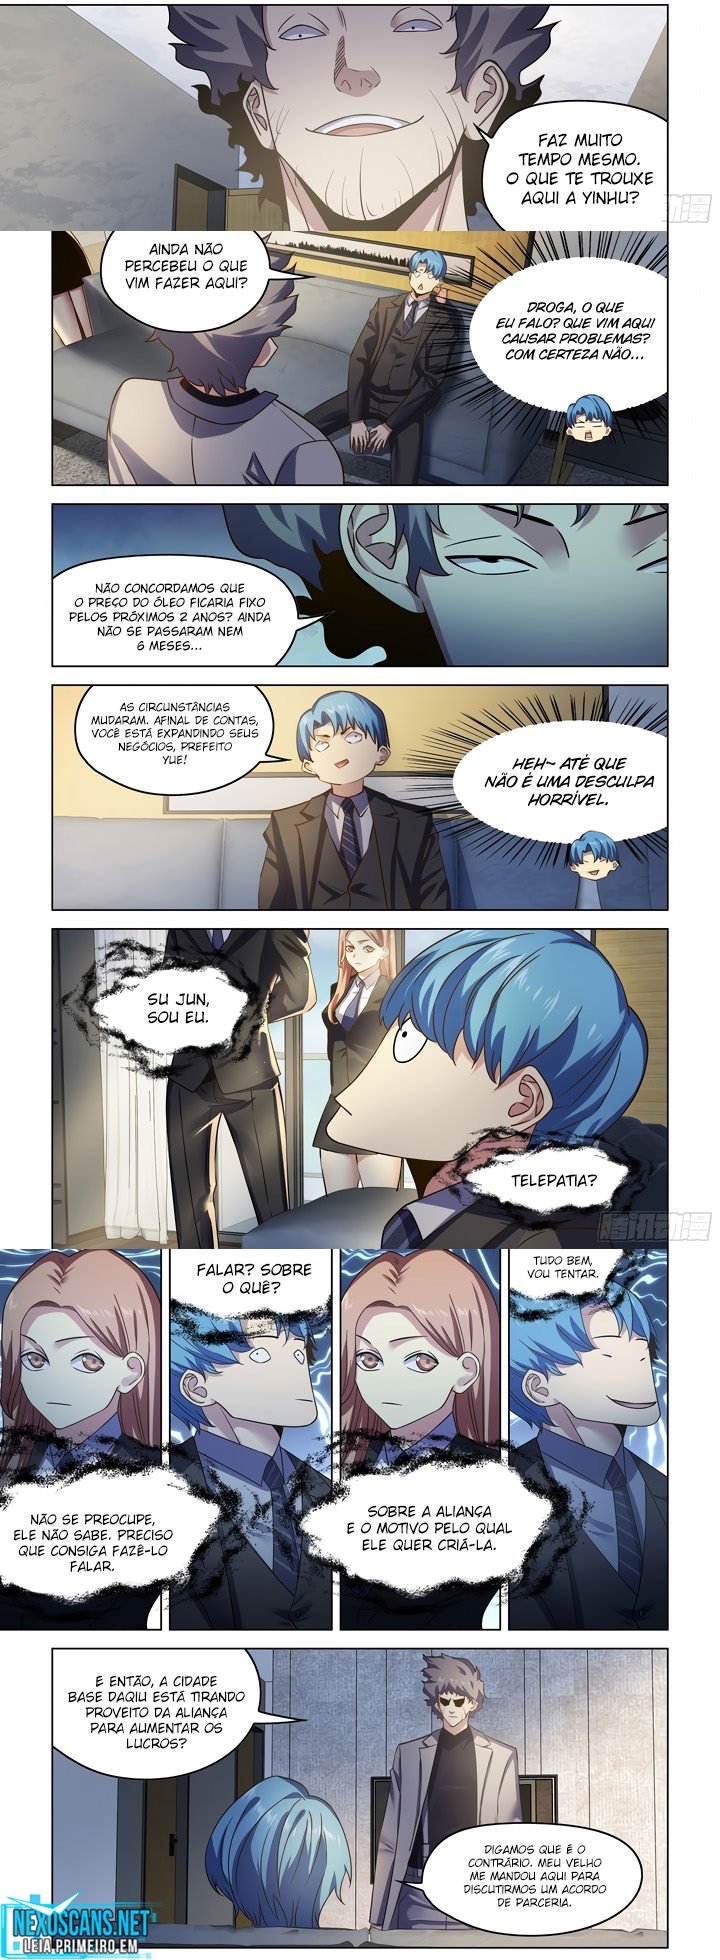 FAZ MUITO
TEMPO MESMO.
O QUE TE TROUXE
AQUI A YINHU?
AINDA NÃO
PERCEBEU O QUE
VIM FAZER AQUI?
DROGA, O QUE
EU FALO? QUE VIM AQUI
CAUSAR PROBLEMAS?
COM CERTEZA NÃO...
NÃO CONCORDAMOS QUE
O PREÇO DO ÓLEO FICARIA FIXO
PELOS PRÓXIMOS 2 ANOS? AINDA
NÃO SE PASSARAM NEM
6 MESES...
AS CIRCUNSTÂNCIAS
MUDARAM. AFINAL DE CONTAS,
VOCÊ ESTÁ EXPANDINDO SEUS
NEGÓCIOS, PREFEITO
YUE!
HEH~ ATÉ QUE
NÃO É UMA DESCULPA
HORRÍVEL.
SU JUN,
SOU EU.
TELEPATIA?
腾讯动漫
NÃO SE PREOCUPE,
ELE NÃO SABE. PRECISO
QUE CONSIGA FAZÊ-LO
FALAR.
FALAR? SOBRE
O QUÊ?
SOBRE A ALIANÇA
E O MOTIVO PELO QUAL
ELE QUER CRIÁ-LA.
TUDO BEM,
VOU TENTAR.
E ENTÃO, A CIDADE
BASE DAQIU ESTÁ TIRANDO
PROVEITO DA ALIANÇA
PARA AUMENTAR OS
LUCROS?
DIGAMOS QUE É O
CONTRÁRIO. MEU VELHO
ME MANDOU AQUI PARA
DISCUTIRMOS UM ACORDO
DE PARCERIA.
NEXOSCANS.NET
LEIA PRIMEIRO EM